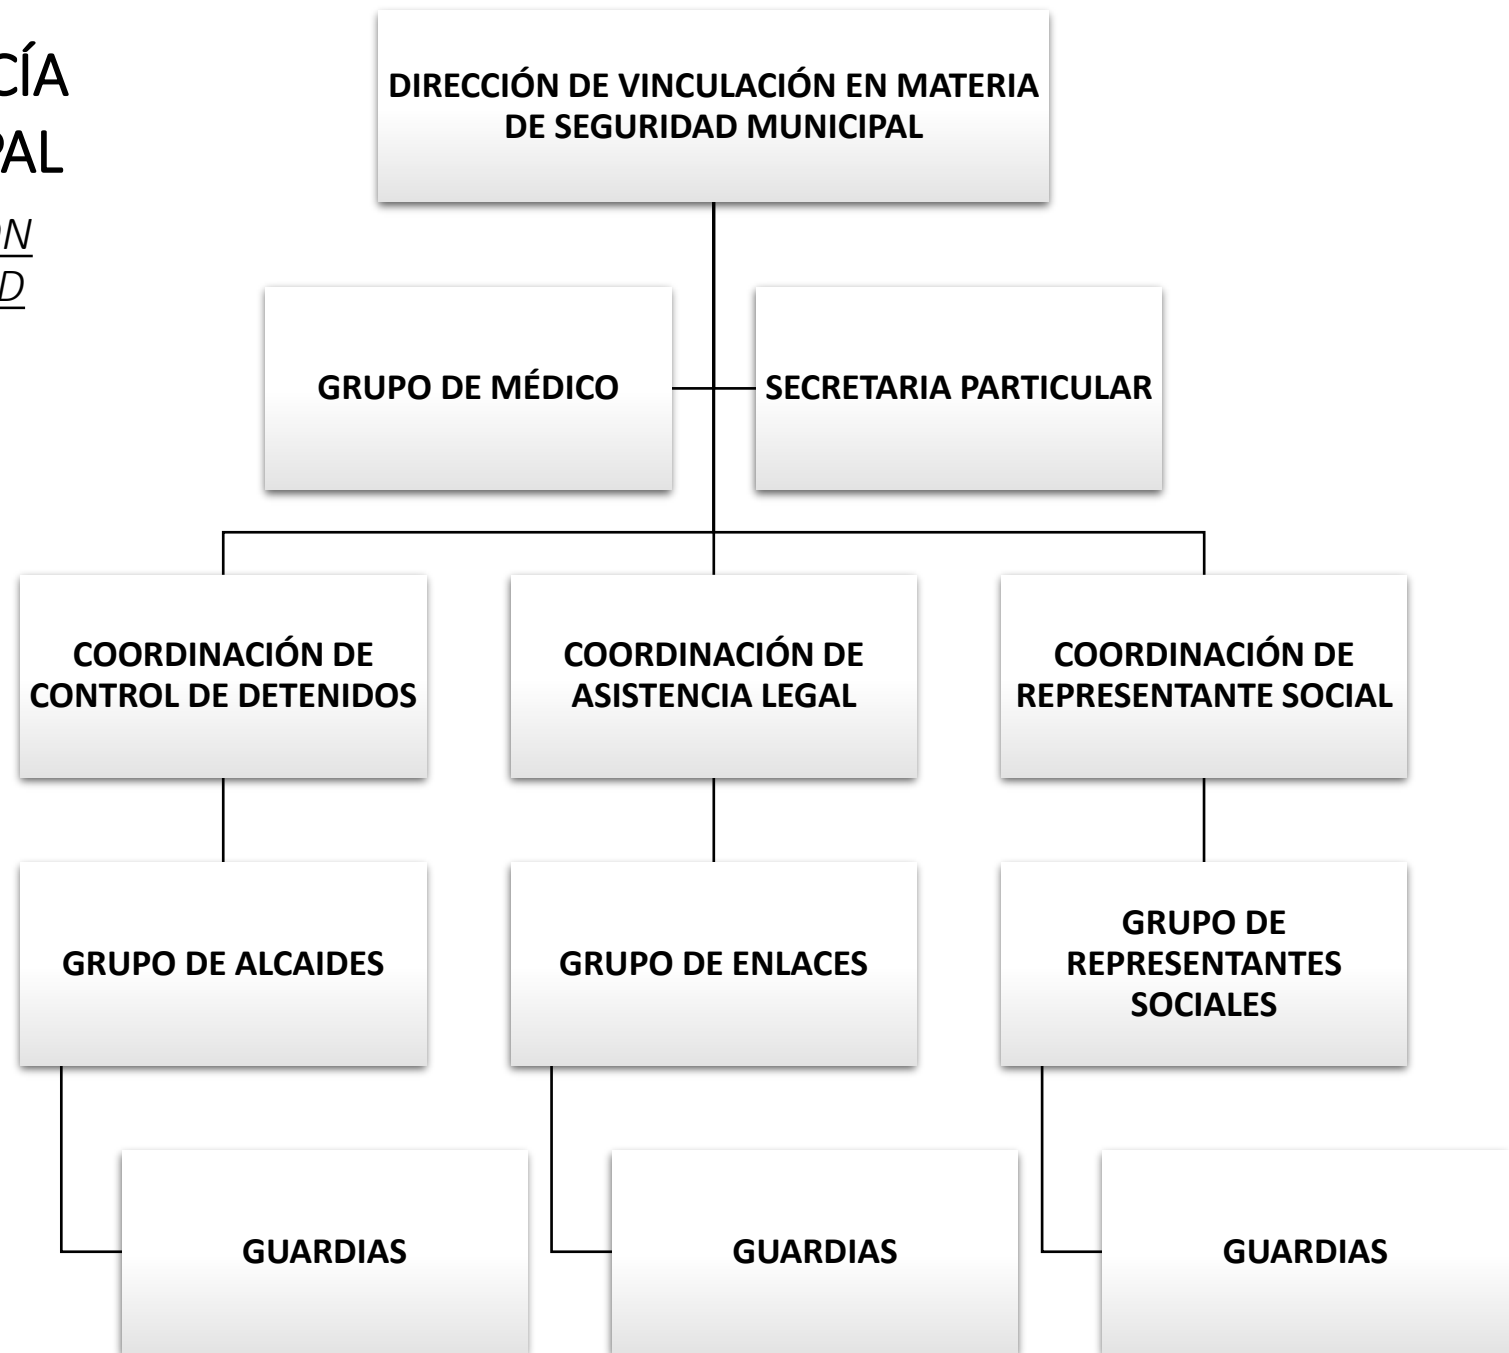 CÍA
PAL
ÓN
D
DIRECCIÓN DE VINCULACIÓN EN MATERIA
DE SEGURIDAD MUNICIPAL
GRUPO DE MÉDICO
SECRETARIA PARTICULAR
COORDINACIÓN DE
CONTROL DE DETENIDOS
COORDINACIÓN DE
ASISTENCIA LEGAL
COORDINACIÓN DE
REPRESENTANTE SOCIAL
GRUPO DE ALCAIDES
GRUPO DE ENLACES
GRUPO DE
REPRESENTANTES
SOCIALES
GUARDIAS
GUARDIAS
GUARDIAS